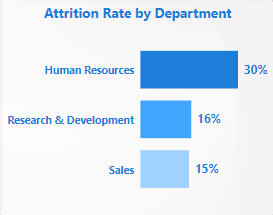 Attrition Rate by Department
Human Resources 30%
Research & Development 16%
Sales 15%